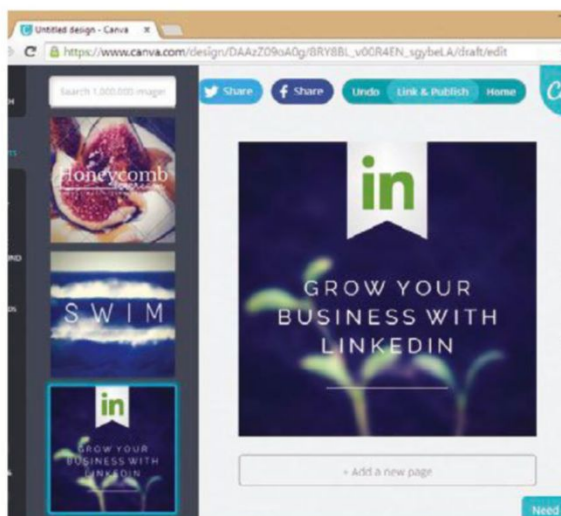 Untitled design - Canva
https://www.canva.com/design/DAAzZ09oA0g/8RY8BL_v00R4EN_sgybeLA/draft/edit
Search 1,000,000 images
Share
Share
Undo
Link & Publish
Home
Honeycomb
SWIM
in
GROW YOUR
BUSINESS WITH
LINKEDIN
in
GROW YOUR
BUSINESS WITH
LINKEDIN
+ Add a new page
Need